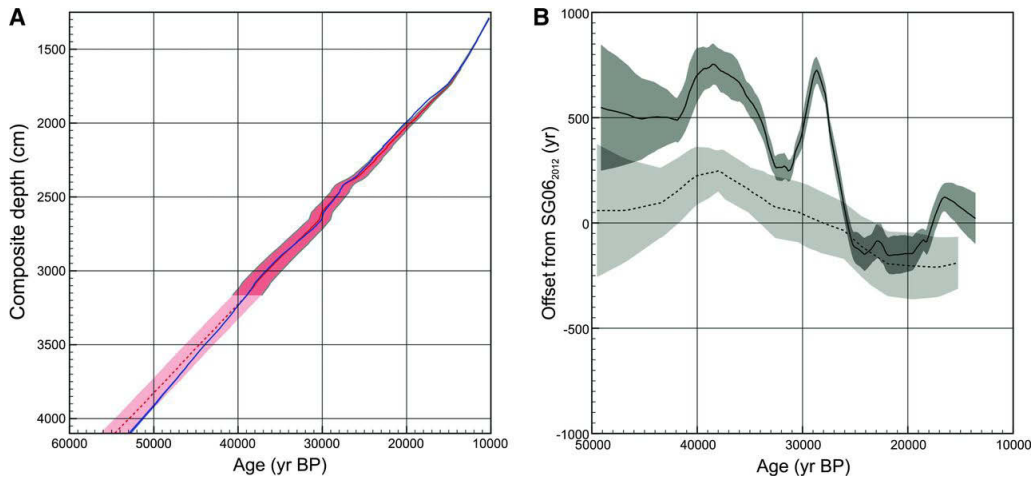 A
1500
2000
2500
3000
3500
4000
Composite depth (cm)
60000 50000 40000 30000 20000 10000
Age (yr BP)
B
1000
500
0
-500
-1000
Offset from SG06₂₀₁₂ (yr)
50000 40000 30000 20000 10000
Age (yr BP)